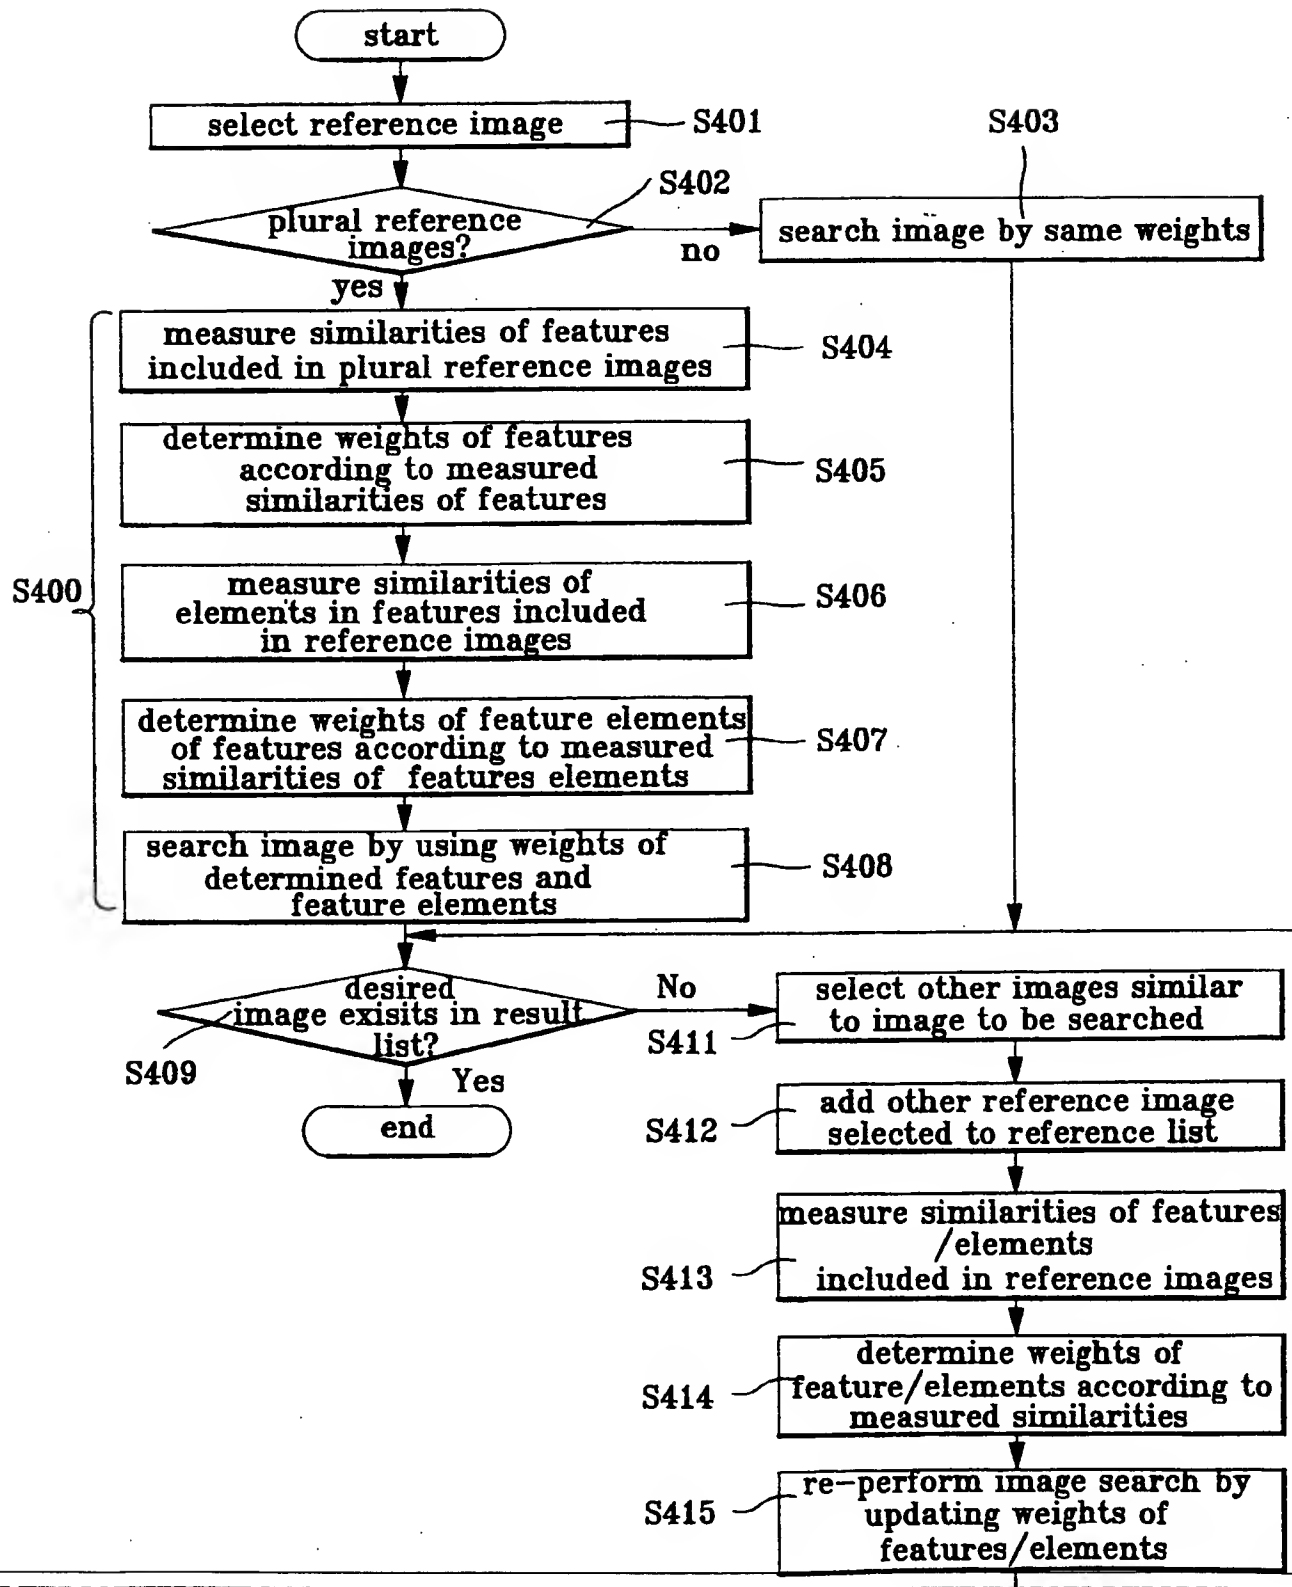 start
select reference image
S401
S403
S402
plural reference
images?
search image by same weights
no
yes
measure similarities of features
included in plural reference images
S404
determine weights of features
according to measured
similarities of features
S405
S400
measure similarities of
elements in features included
in reference images
S406
determine weights of feature elements
of features according to measured
similarities of features elements
S407
search image by using weights of
determined features and
feature elements
S408
desired
image exisits in result
list?
S409
No
Yes
end
select other images similar
to image to be searched
S411
add other reference image
selected to reference list
S412
measure similarities of features
/elements
included in reference images
S413
determine weights of
feature/elements according to
measured similarities
S414
re-perform image search by
updating weights of
features/elements
S415